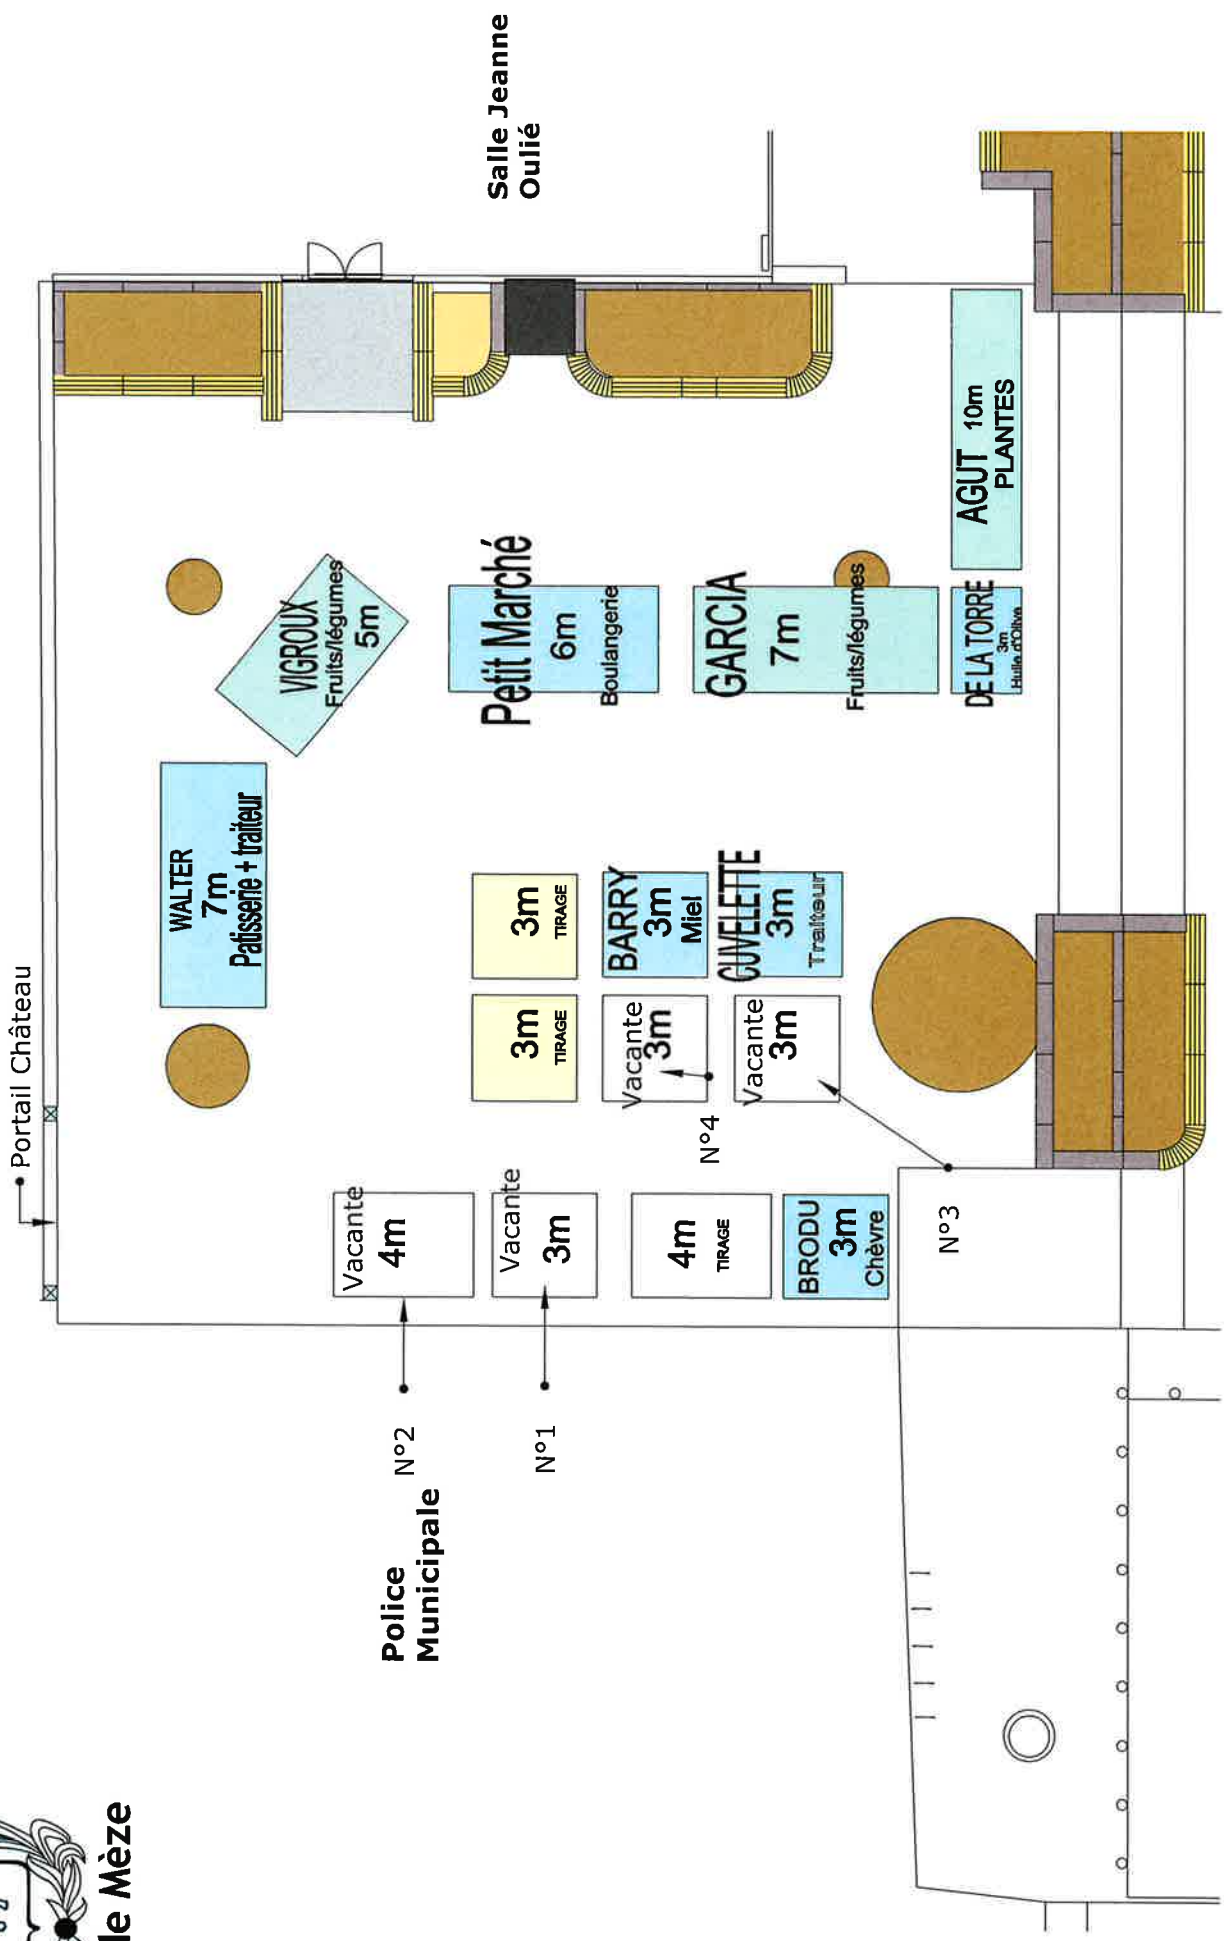 de Mèze
Portail Château
WALTER
7m
Patisserie + traiteur
VIGROUX
Fruits/légumes
5m
Salle Jeanne
Oulié
Police
Municipale
N°2
Vacante
4m
N°1
Vacante
3m
3m
TIRAGE
3m
TIRAGE
Petit Marché
6m
Boulangerie
4m
TIRAGE
N°4
Vacante
3m
BARRY
3m
Miel
GARCIA
7m
Fruits/légumes
BRODU
3m
Chèvre
N°3
Vacante
3m
CUVELETTE
3m
Traiteur
DE LA TORRE
3m
Huile d'Olive
AGUT 10m
PLANTES